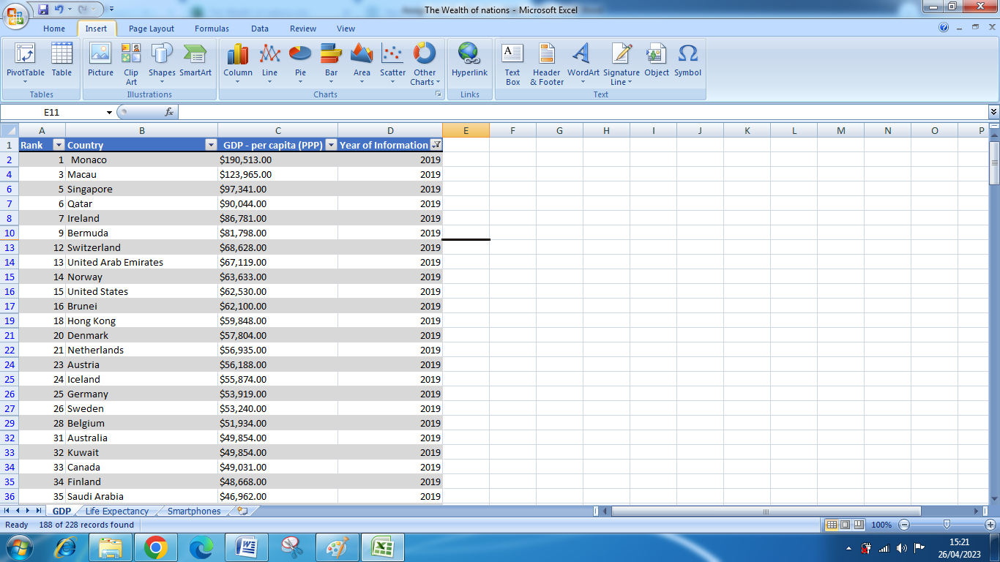 The Wealth of nations - Microsoft Excel
Home Insert Page Layout Formulas Data Review View
PivotTable Table Picture Clip Art Shapes SmartArt Column Line Pie Bar Area Scatter Other Charts Hyperlink Text Box Header & Footer WordArt Signature Line Object Symbol
Tables Illustrations Charts Links Text
E11 fx
A B C D E F G H I J K L M N O P
1 Rank Country GDP - per capita (PPP) Year of Information
2 1 Monaco $190,513.00 2019
4 3 Macau $123,965.00 2019
6 5 Singapore $97,341.00 2019
7 6 Qatar $90,044.00 2019
8 7 Ireland $86,781.00 2019
10 9 Bermuda $81,798.00 2019
13 12 Switzerland $68,628.00 2019
14 13 United Arab Emirates $67,119.00 2019
15 14 Norway $63,633.00 2019
16 15 United States $62,530.00 2019
17 16 Brunei $62,100.00 2019
19 18 Hong Kong $59,848.00 2019
21 20 Denmark $57,804.00 2019
22 21 Netherlands $56,935.00 2019
24 23 Austria $56,188.00 2019
25 24 Iceland $55,874.00 2019
26 25 Germany $53,919.00 2019
27 26 Sweden $53,240.00 2019
29 28 Belgium $51,934.00 2019
32 31 Australia $49,854.00 2019
33 32 Kuwait $49,854.00 2019
34 33 Canada $49,031.00 2019
35 34 Finland $48,668.00 2019
36 35 Saudi Arabia $46,962.00 2019
GDP Life Expectancy Smartphones
Ready 188 of 228 records found 100%
15:21
26/04/2023